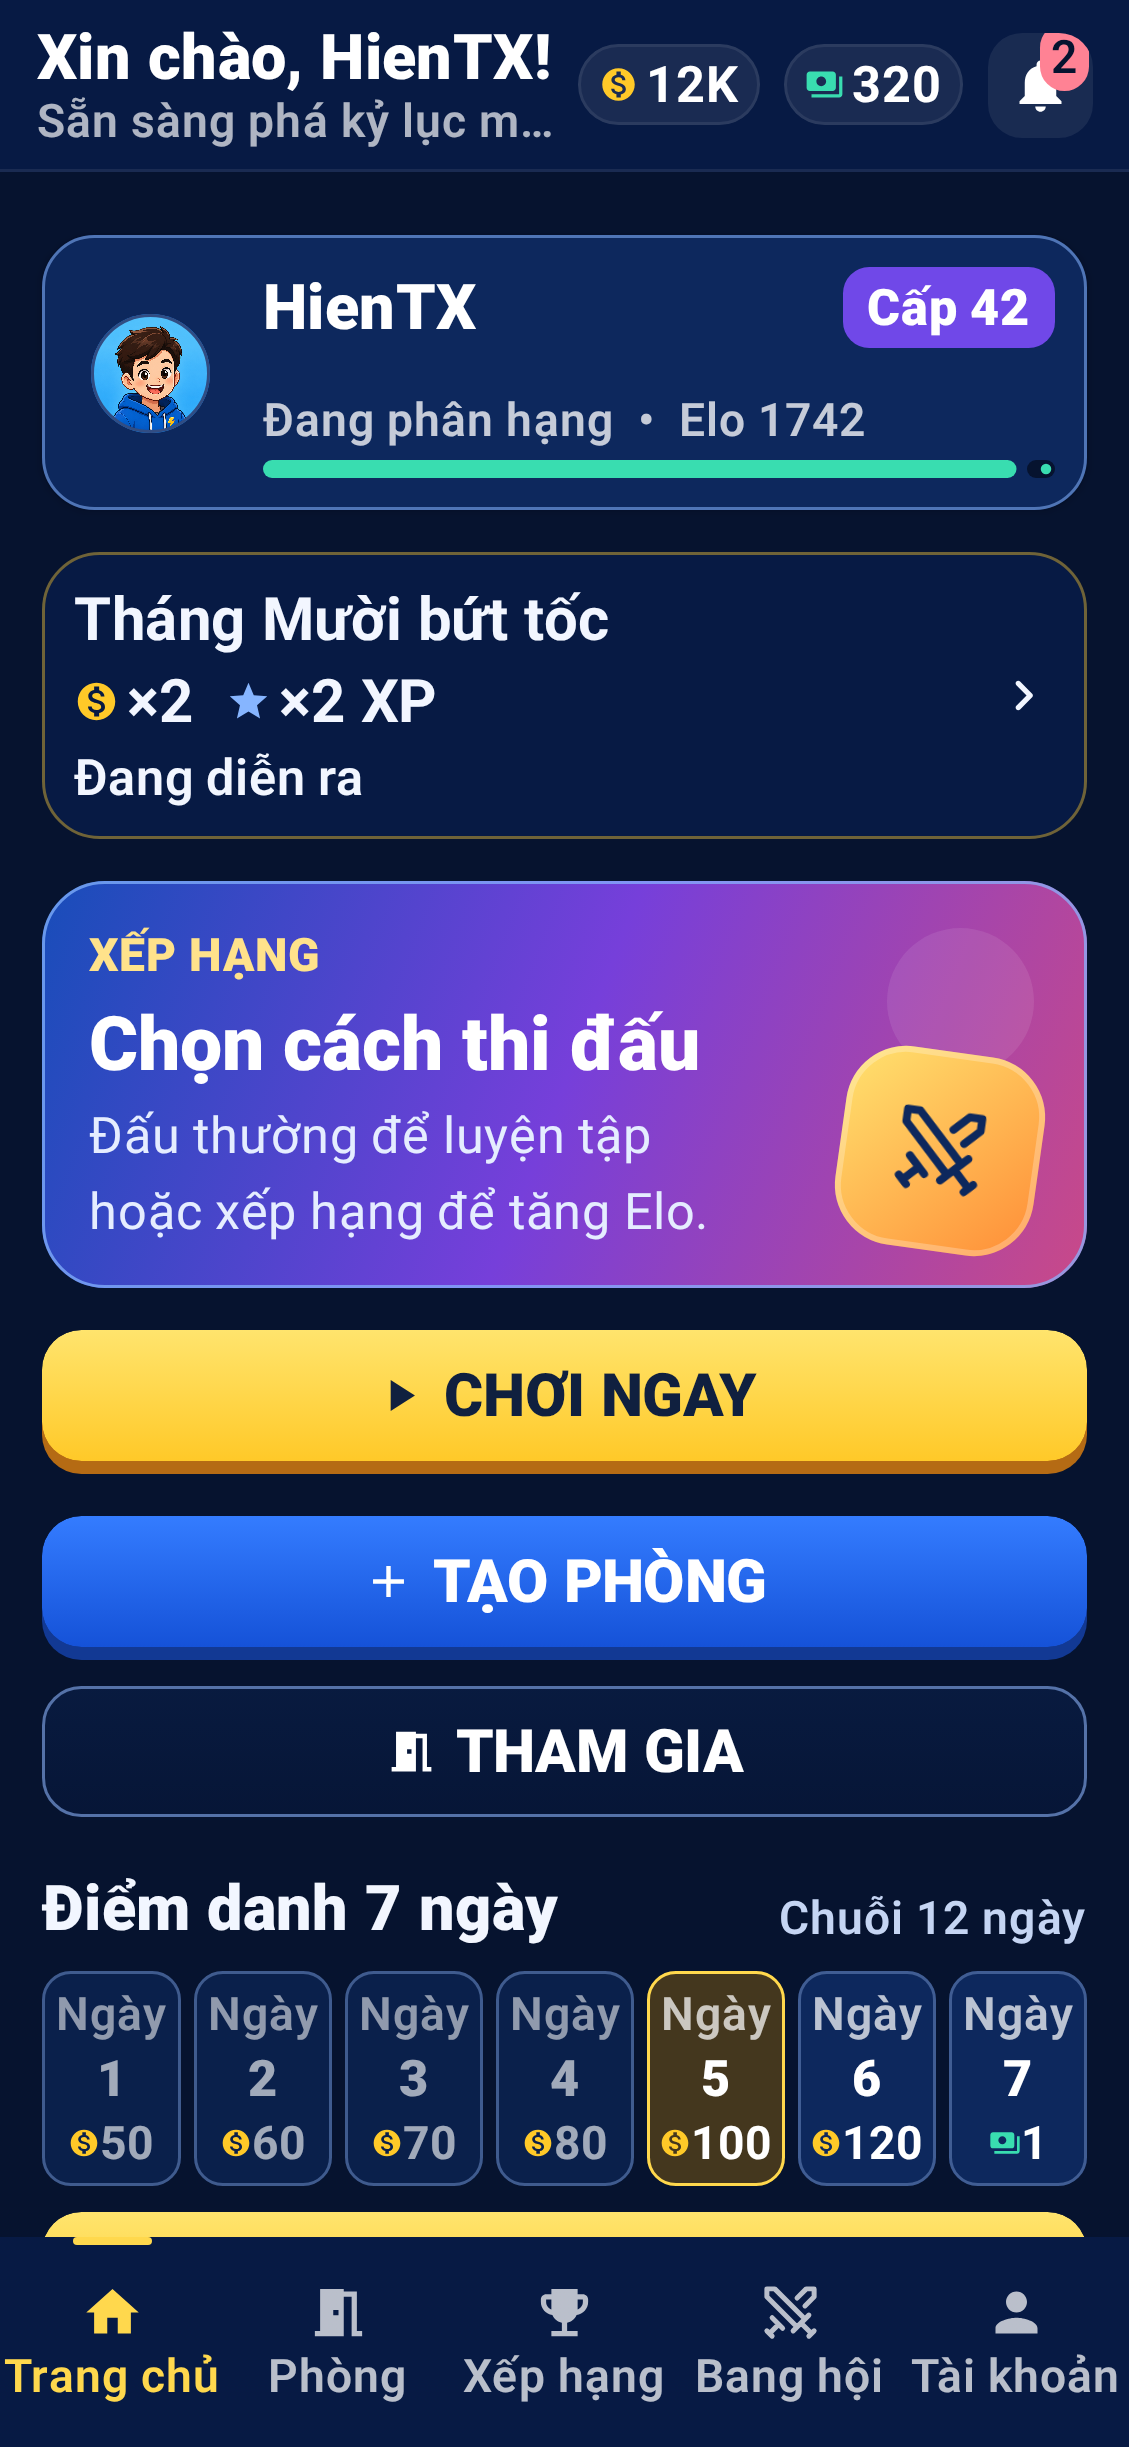 Xin chào, HienTX!
Sẵn sàng phá kỷ lục m...
12K
320
2
HienTX
Cấp 42
Đang phân hạng • Elo 1742
Tháng Mười bứt tốc
×2 ×2 XP
Đang diễn ra
XẾP HẠNG
Chọn cách thi đấu
Đấu thường để luyện tập
hoặc xếp hạng để tăng Elo.
CHƠI NGAY
TẠO PHÒNG
THAM GIA
Điểm danh 7 ngày
Chuỗi 12 ngày
Ngày
1
50
Ngày
2
60
Ngày
3
70
Ngày
4
80
Ngày
5
100
Ngày
6
120
Ngày
7
1
Trang chủ
Phòng
Xếp hạng
Bang hội
Tài khoản